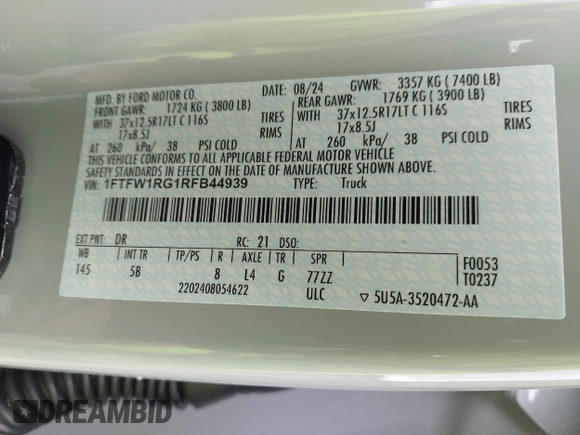 MFD. BY FORD MOTOR CO.
08/24 GVWR: 3357 KG ( 7400 LB)
FRONT GAWR: 1724 KG ( 3800 LB)
REAR GAWR: 1769 KG ( 3900 LB)
WITH 37x12.5R17LT C 116S TIRES
WITH 37x12.5R17LT C 116S TIRES
17x8.5J RIMS
17x8.5J RIMS
AT 260 kPa/ 38 PSI COLD
AT 260 kPa/ 38 PSI COLD
THIS VEHICLE CONFORMS TO ALL APPLICABLE FEDERAL MOTOR VEHICLE
SAFETY STANDARDS IN EFFECT ON THE DATE OF MANUFACTURE SHOWN ABOVE.
VIN: 1FTFW1RG1RFB44939 TYPE: Truck
EXT PNT: DR RC: 21 DSO:
WB INT TR TP/PS R AXLE TR SPR
145 5B 8 L4 G 77ZZ
F0053
T0237
2202408054622 ULC ▽ 5U5A-3520472-AA
DREAMBID